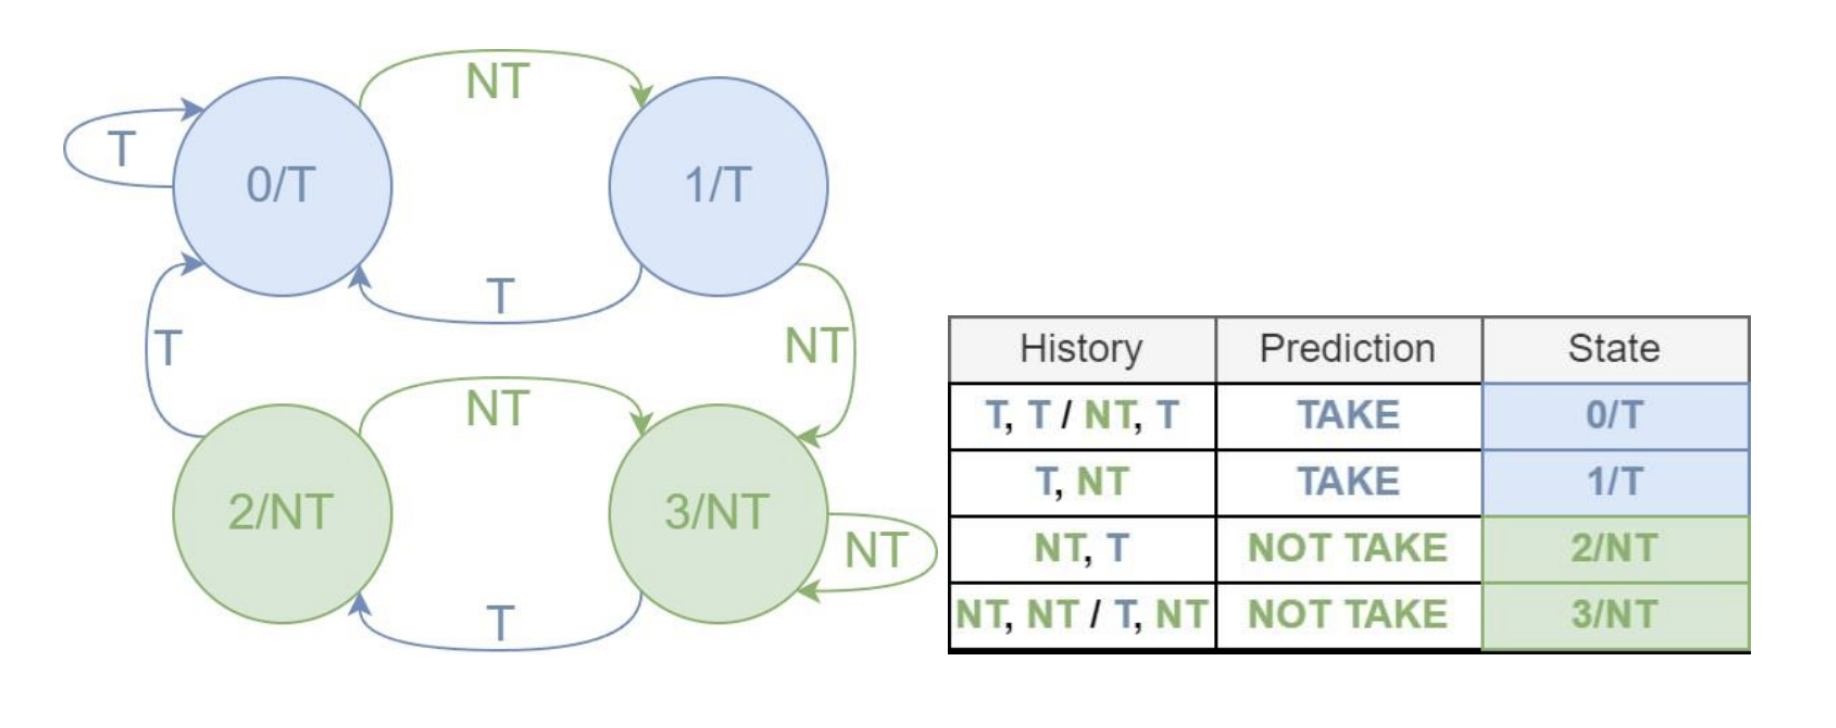 NT
T
0/T
1/T
T
T
NT
NT
2/NT
3/NT
NT
T
History Prediction State
T, T / NT, T TAKE 0/T
T, NT TAKE 1/T
NT, T NOT TAKE 2/NT
NT, NT / T, NT NOT TAKE 3/NT